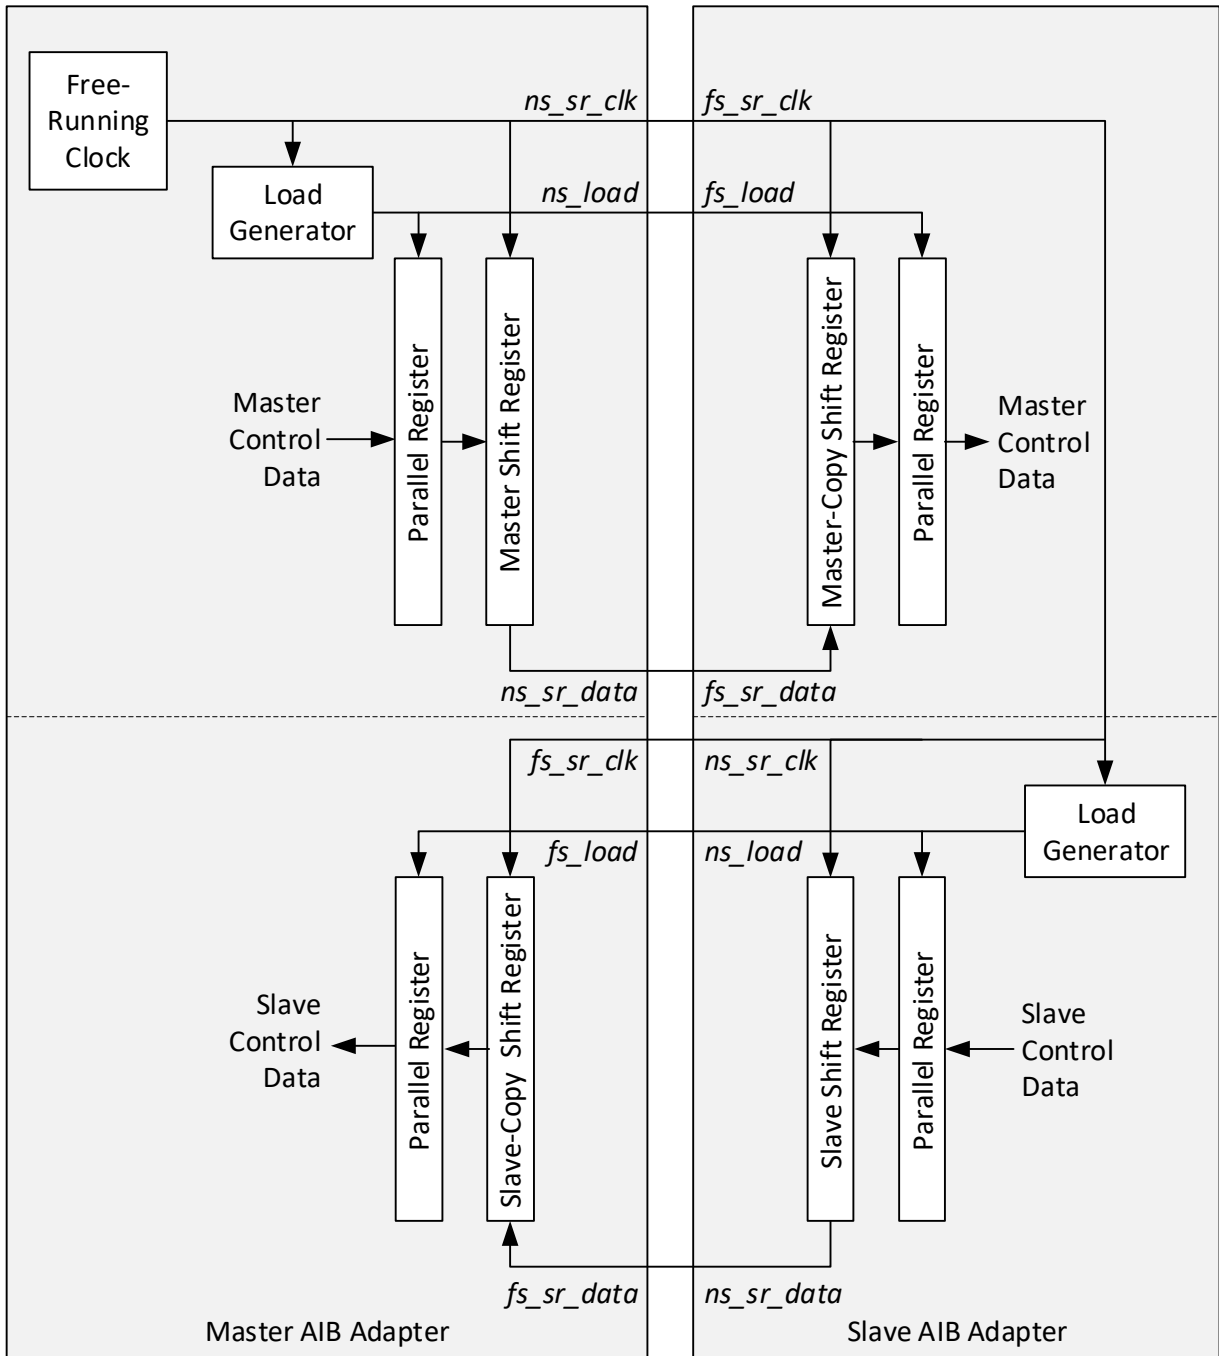 Free-
Running
Clock
ns_sr_clk
fs_sr_clk
Load
Generator
ns_load
fs_load
Master
Control
Data
Parallel Register
Master Shift Register
Master-Copy Shift Register
Parallel Register
Master
Control
Data
ns_sr_data
fs_sr_data
fs_sr_clk
ns_sr_clk
Load
Generator
fs_load
ns_load
Slave
Control
Data
Parallel Register
Slave-Copy Shift Register
Slave Shift Register
Parallel Register
Slave
Control
Data
fs_sr_data
ns_sr_data
Master AIB Adapter
Slave AIB Adapter